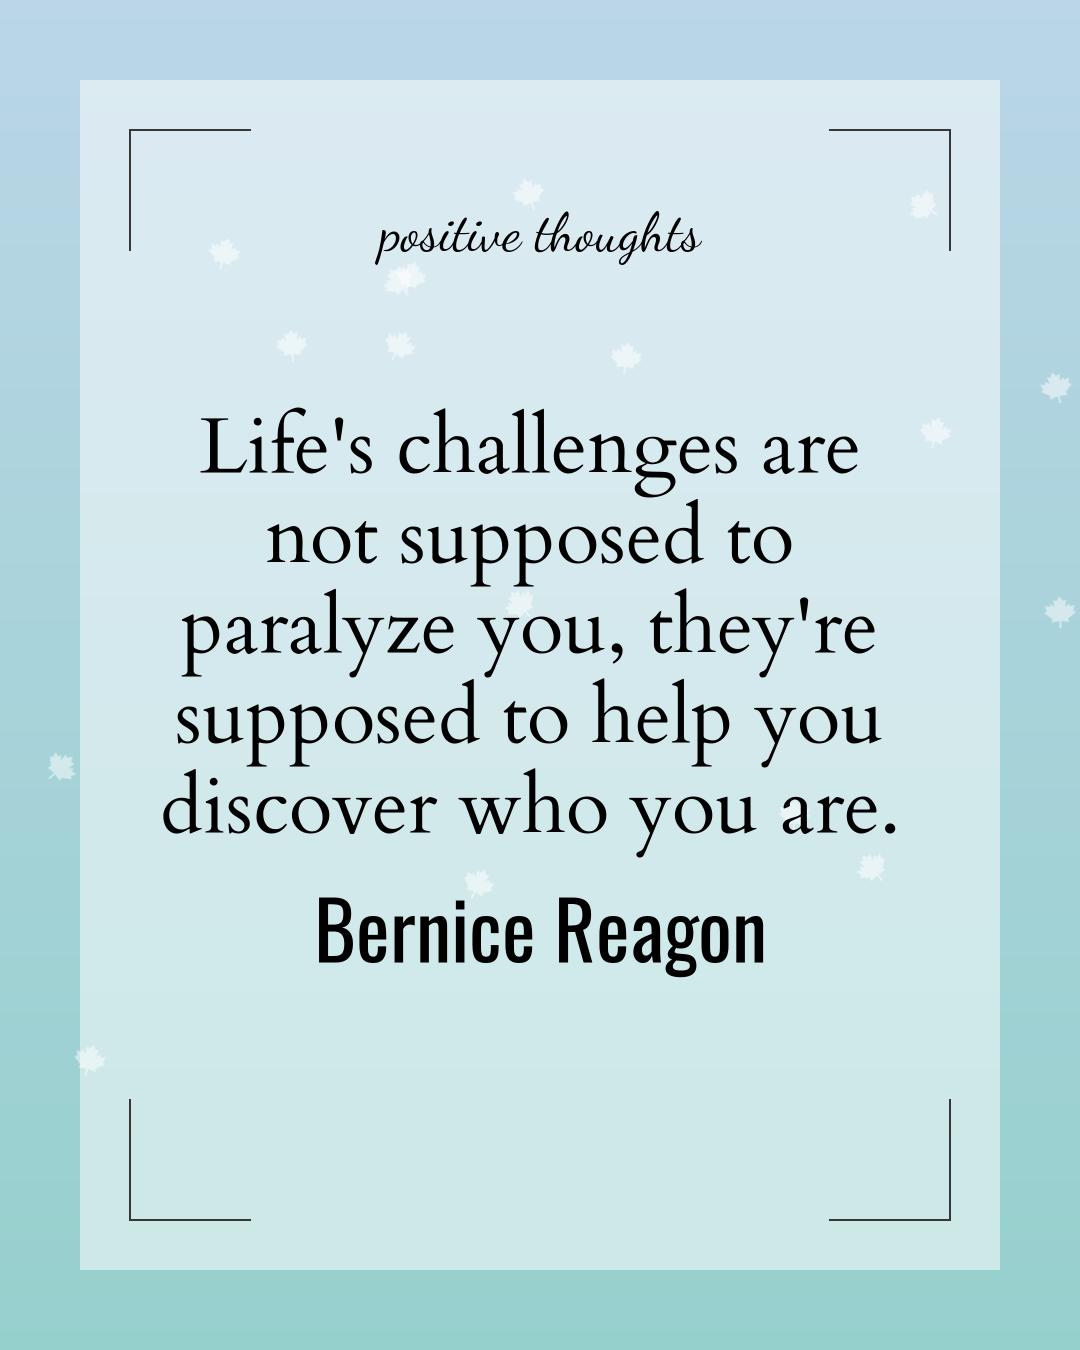 positive thoughts
Life's challenges are
not supposed to
paralyze you, they're
supposed to help you
discover who you are.
Bernice Reagon